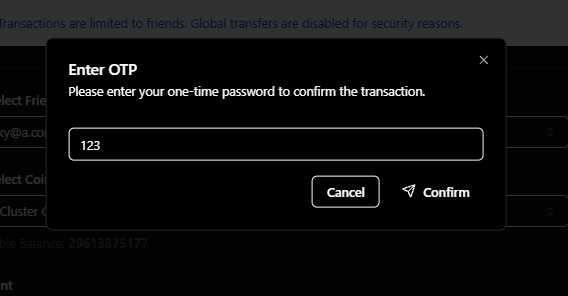 Transactions are limited to friends. Global transfers are disabled for security reasons.
Enter OTP
Please enter your one-time password to confirm the transaction.
elect Frie
xy@a.co
123
elect Coi
Cancel
Confirm
Cluster
ble Balance: 29613875177
nt